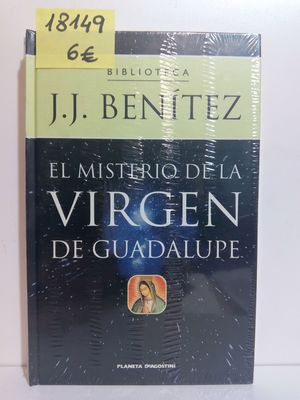 18149
6€
BIBLIOTECA
J.J. BENÍTEZ
EL MISTERIO DE LA
VIRGEN
DE GUADALUPE
PLANETA DEAGOSTINI